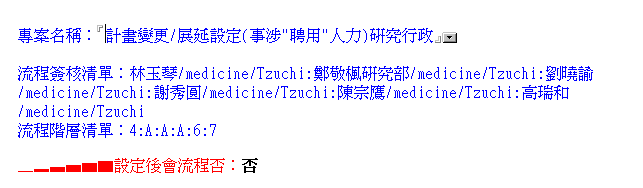 專案名稱：『計畫變更/展延設定(事涉"聘用"人力)研究行政』
流程簽核清單：林玉琴/medicine/Tzuchi:鄭敬楓研究部/medicine/Tzuchi:劉曉諭
/medicine/Tzuchi:謝秀圓/medicine/Tzuchi:陳宗鷹/medicine/Tzuchi:高瑞和
/medicine/Tzuchi
流程階層清單：4:A:A:A:6:7
＿▂▃▄▅▆設定後會流程否：否